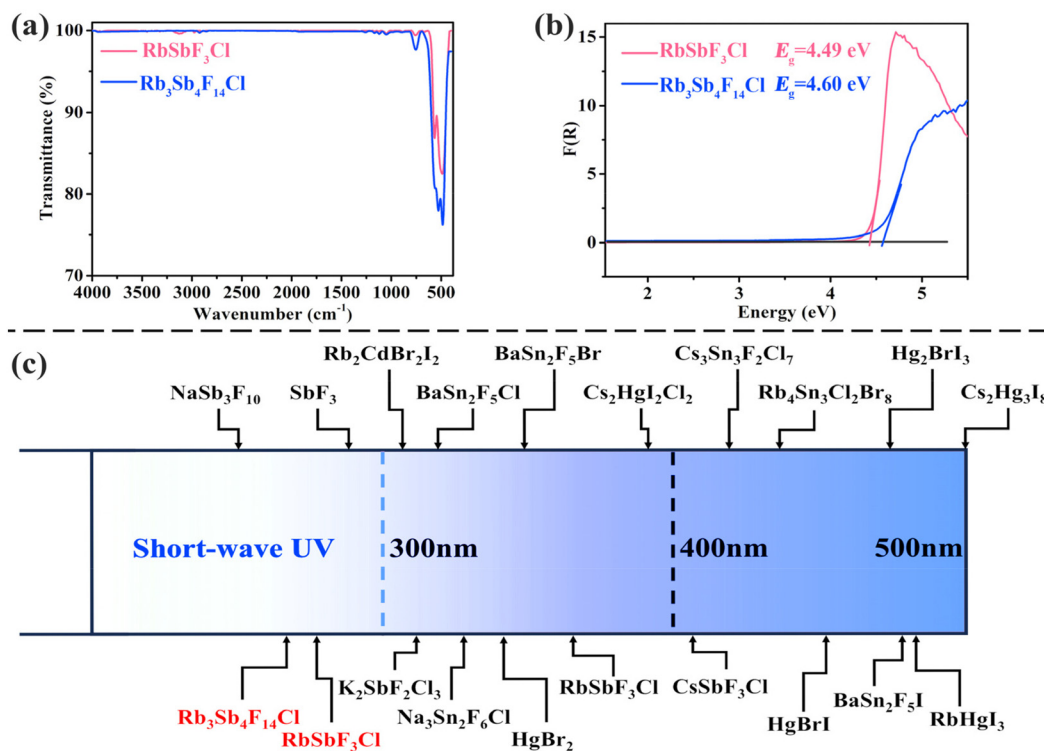 (a)
100
90
80
70
Transmittance (%)
RbSbF₃Cl
Rb₃Sb₄F₁₄Cl
4000 3500 3000 2500 2000 1500 1000 500
Wavenumber (cm⁻¹)
(b)
15
10
5
0
F(R)
RbSbF₃Cl E_g=4.49 eV
Rb₃Sb₄F₁₄Cl E_g=4.60 eV
2 3 4 5
Energy (eV)
(c)
Rb₂CdBr₂I₂ BaSn₂F₅Br Cs₃Sn₃F₂Cl₇ Hg₂BrI₃
NaSb₃F₁₀ SbF₃ BaSn₂F₅Cl Cs₂HgI₂Cl₂ Rb₄Sn₃Cl₂Br₈ Cs₂Hg₃I₈
Short-wave UV 300nm 400nm 500nm
K₂SbF₂Cl₃ RbSbF₃Cl CsSbF₃Cl BaSn₂F₅I
Rb₃Sb₄F₁₄Cl Na₃Sn₂F₆Cl HgBrI RbHgI₃
RbSbF₃Cl HgBr₂